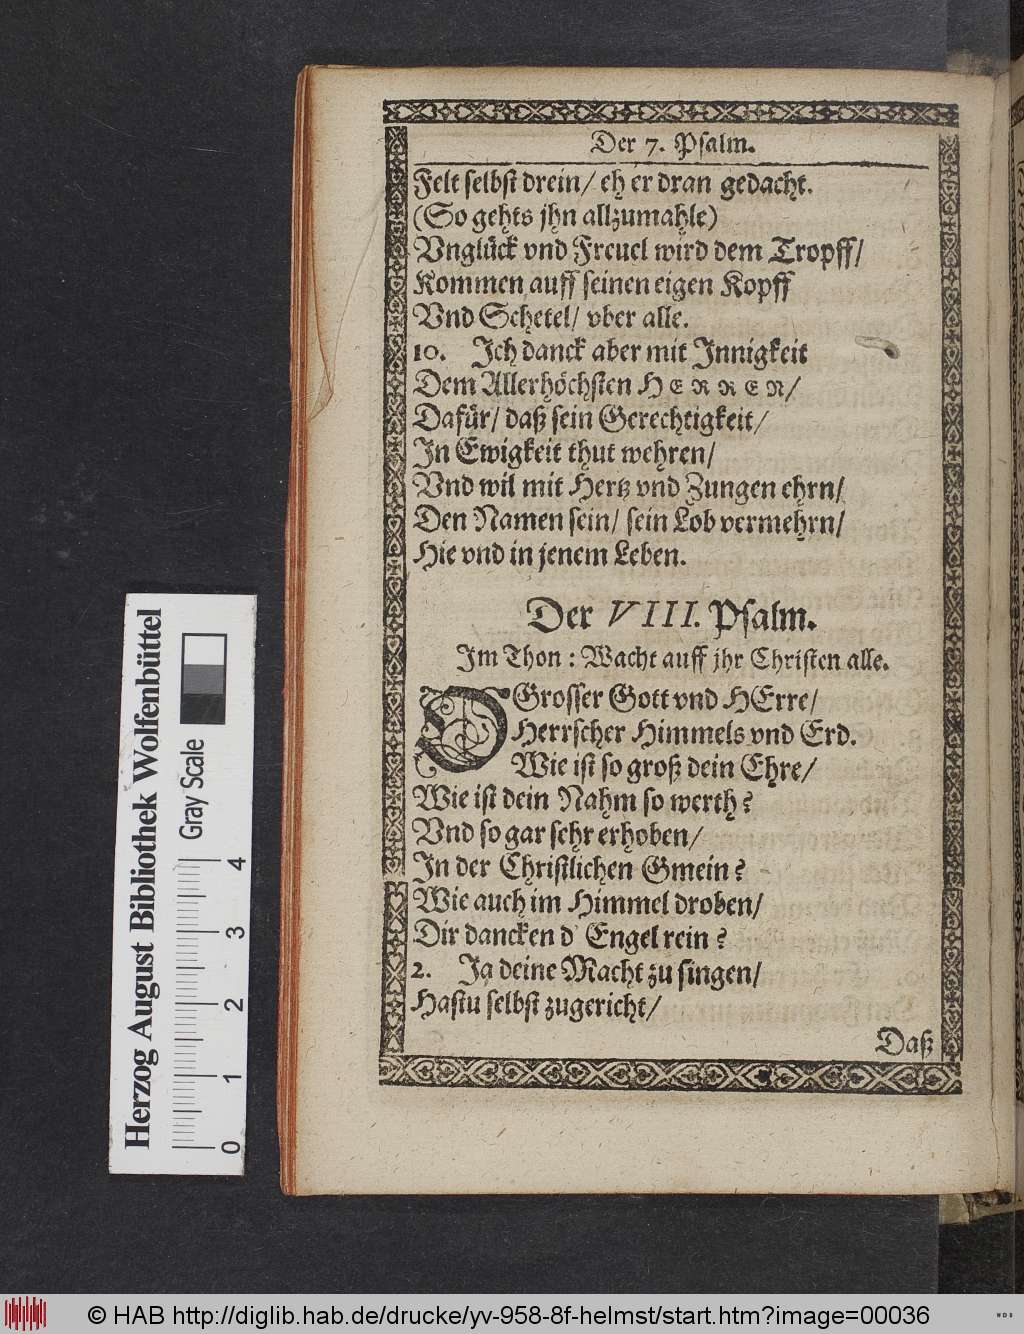 Der 7. Psalm.
Felt selbst drein/ eh er dran gedacht.
(So gehts jhn allzumahle)
Vnglück vnd Freuel wird dem Tropff/
Kommen auff seinen eigen Kopff
Vnd Schetel/ vber alle.
10. Ich danck aber mit Innigkeit
Dem Allerhöchsten HERREN/
Dafür/ daß sein Gerechtigkeit/
In Ewigkeit thut wehren/
Vnd wil mit Hertz vnd Zungen ehrn/
Den Namen sein/ sein Lob vermehrn/
Hie vnd in jenem Leben.
Der VIII. Psalm.
Im Thon : Wacht auff jhr Christen alle.
O Grosser Gott vnd HErre/
Herrscher Himmels vnd Erd.
Wie ist so groß dein Ehre/
Wie ist dein Nahm so werth?
Vnd so gar sehr erhoben/
In der Christlichen Gmein?
Wie auch im Himmel droben/
Dir dancken d' Engel rein?
2. Ja deine Macht zu singen/
Hastu selbst zugericht/
Daß
Herzog August Bibliothek Wolfenbüttel
Gray Scale
0 1 2 3 4
© HAB http://diglib.hab.de/drucke/yv-958-8f-helmst/start.htm?image=00036
WDB